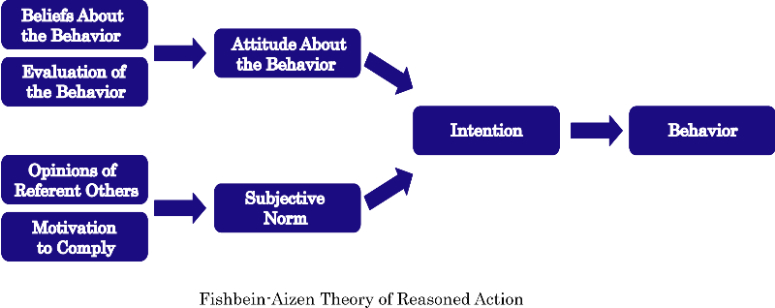 Beliefs About
the Behavior
Evaluation of
the Behavior
Attitude About
the Behavior
Opinions of
Referent Others
Motivation
to Comply
Subjective
Norm
Intention
Behavior
Fishbein-Aizen Theory of Reasoned Action